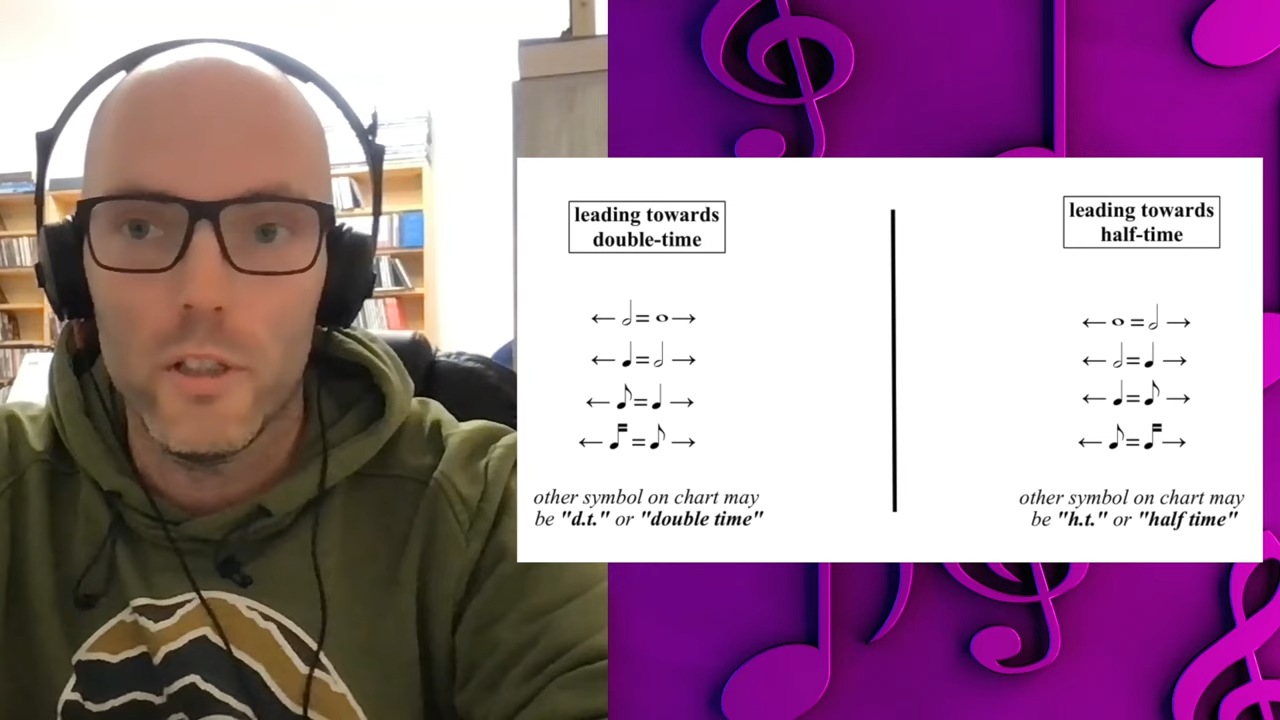 leading towards
double-time
← 𝅗𝅥 = 𝅝 →
← ♩ = 𝅗𝅥 →
← ♪ = ♩ →
← 𝅘𝅥𝅯 = ♪ →
other symbol on chart may
be "d.t." or "double time"
leading towards
half-time
← 𝅝 = 𝅗𝅥 →
← 𝅗𝅥 = ♩ →
← ♩ = ♪ →
← ♪ = 𝅘𝅥𝅯 →
other symbol on chart may
be "h.t." or "half time"